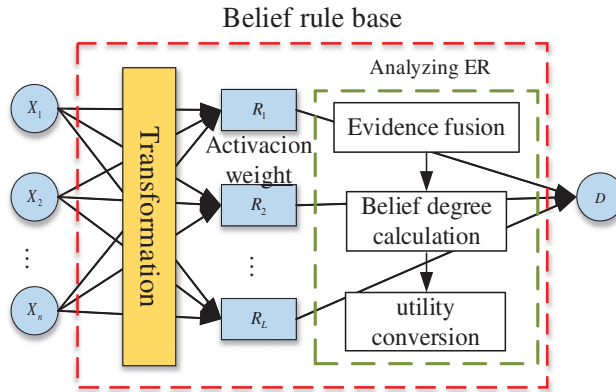 Belief rule base
Analyzing ER
X1
R1
Evidence fusion
Activacion
weight
Transformation
X2
R2
Belief degree
calculation
D
⋮
⋮
Xn
RL
utility
conversion